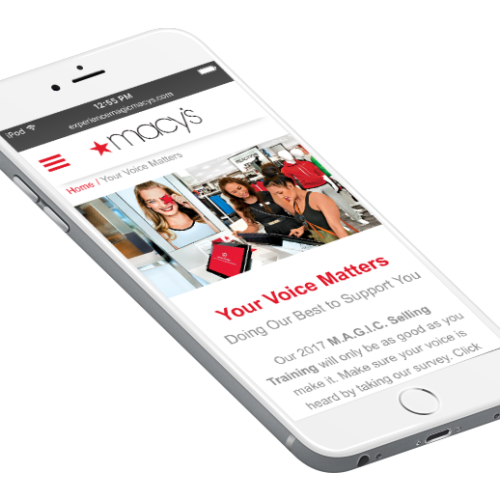 iPod 12:55 PM
experiencemagicmacys.com
macy's
Home / Your Voice Matters
Your Voice Matters
Doing Our Best to Support You
Our 2017 M.A.G.I.C. Selling
Training will only be as good as you
make it. Make sure your voice is
heard by taking our survey. Click